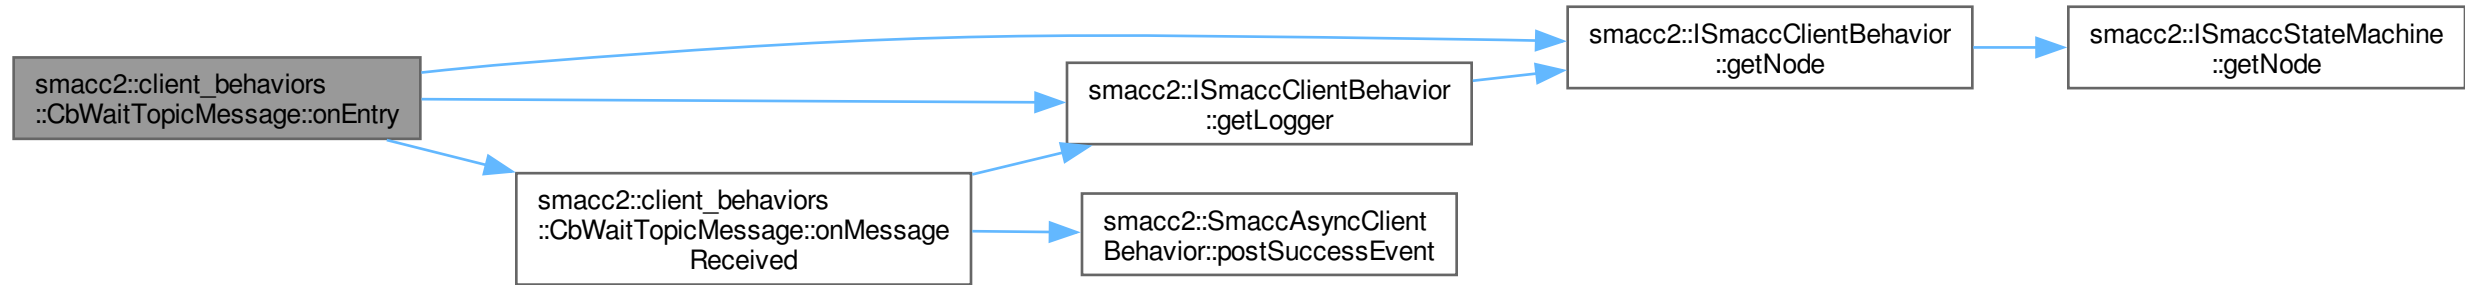 smacc2::client_behaviors
::CbWaitTopicMessage::onEntry
smacc2::client_behaviors
::CbWaitTopicMessage::onMessage
Received
smacc2::ISmaccClientBehavior
::getLogger
smacc2::SmaccAsyncClient
Behavior::postSuccessEvent
smacc2::ISmaccClientBehavior
::getNode
smacc2::ISmaccStateMachine
::getNode